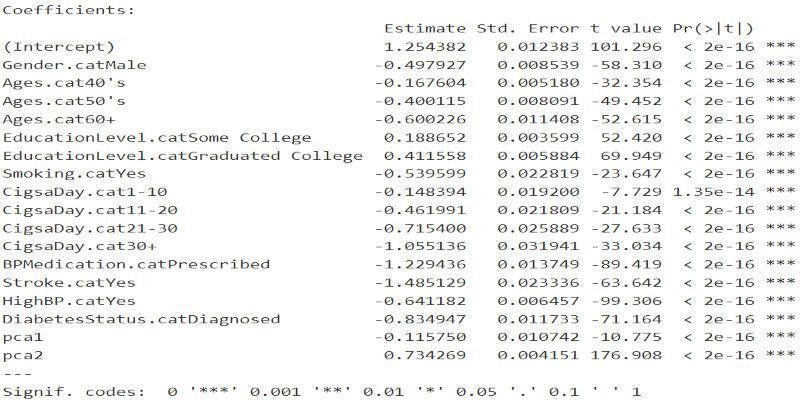 Coefficients:
Estimate Std. Error t value Pr(>|t|)
(Intercept) 1.254382 0.012383 101.296 < 2e-16 ***
Gender.catMale -0.497927 0.008539 -58.310 < 2e-16 ***
Ages.cat40's -0.167604 0.005180 -32.354 < 2e-16 ***
Ages.cat50's -0.400115 0.008091 -49.452 < 2e-16 ***
Ages.cat60+ -0.600226 0.011408 -52.615 < 2e-16 ***
EducationLevel.catSome College 0.188652 0.003599 52.420 < 2e-16 ***
EducationLevel.catGraduated College 0.411558 0.005884 69.949 < 2e-16 ***
Smoking.catYes -0.539599 0.022819 -23.647 < 2e-16 ***
CigsaDay.cat1-10 -0.148394 0.019200 -7.729 1.35e-14 ***
CigsaDay.cat11-20 -0.461991 0.021809 -21.184 < 2e-16 ***
CigsaDay.cat21-30 -0.715400 0.025889 -27.633 < 2e-16 ***
CigsaDay.cat30+ -1.055136 0.031941 -33.034 < 2e-16 ***
BPMedication.catPrescribed -1.229436 0.013749 -89.419 < 2e-16 ***
Stroke.catYes -1.485129 0.023336 -63.642 < 2e-16 ***
HighBP.catYes -0.641182 0.006457 -99.306 < 2e-16 ***
DiabetesStatus.catDiagnosed -0.834947 0.011733 -71.164 < 2e-16 ***
pca1 -0.115750 0.010742 -10.775 < 2e-16 ***
pca2 0.734269 0.004151 176.908 < 2e-16 ***
---
Signif. codes: 0 '***' 0.001 '**' 0.01 '*' 0.05 '.' 0.1 ' ' 1